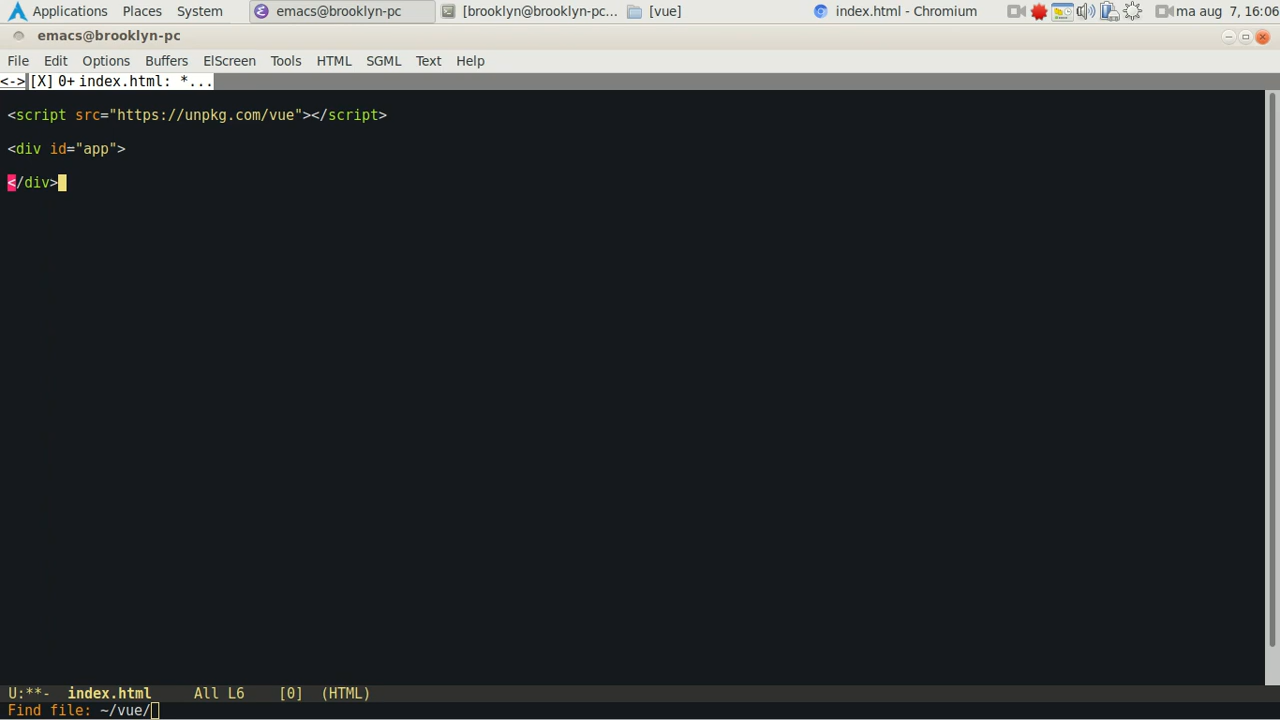 Applications Places System emacs@brooklyn-pc [brooklyn@brooklyn-pc... [vue] index.html - Chromium ma aug 7, 16:06
emacs@brooklyn-pc
File Edit Options Buffers ElScreen Tools HTML SGML Text Help
<-> [X] 0+ index.html: *...
<script src="https://unpkg.com/vue"></script>
<div id="app">
</div>
U:**- index.html All L6 [0] (HTML)
Find file: ~/vue/